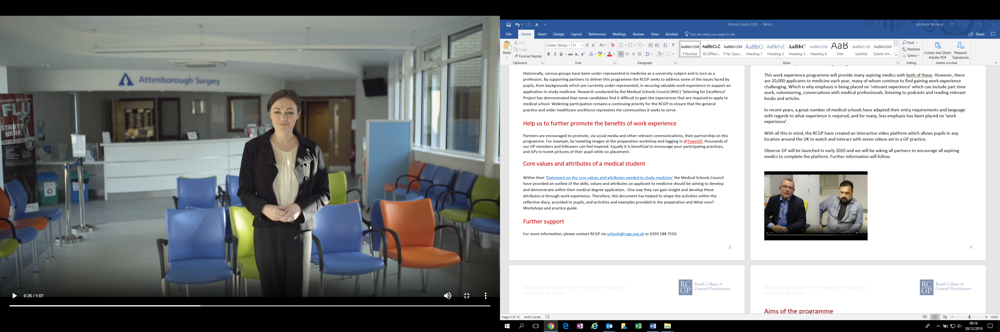 Attenborough Surgery
FLU
STARTS
HERE
0:26 / 1:07
Partner Guide 2020 - Word
Michelle McAvoy
File
Home
Insert
Design
Layout
References
Mailings
Review
View
Acrobat
Tell me what you want to do
Share
Paste
Cut
Copy
Format Painter
Clipboard
Calibri (Body)
11
Font
Paragraph
AaBbCcDd
¶ Normal
AaBbCcD
RCGPNor...
AaBbCcDd
¶ No Spac...
AaBbCc
Heading 1
AaBbCcD
Heading 2
AaBbC
Heading 3
AaBbCcDd
Heading 4
AaB
Title
AaBbCcD
Subtitle
AaBbCcDd
Subtle Em...
Styles
Find
Replace
Select
Editing
Create and Share
Adobe PDF
Request
Signatures
Adobe Acrobat
Historically, various groups have been under-represented in medicine as a university subject and in turn as a
profession. By supporting partners to deliver this programme the RCGP seeks to address some of the issues faced by
pupils, from backgrounds which are currently under-represented, in securing valuable work experience to support an
application to study medicine. Research conducted by the Medical Schools Council (MSC) ‘Selecting for Excellence’
Project has demonstrated that some candidates find it difficult to gain the experiences that are required to apply to
medical school. Widening participation remains a continuing priority for the RCGP to ensure that the general
practice and wider healthcare workforce represents the communities it seeks to serve.
Help us to further promote the benefits of work experience
Partners are encouraged to promote, via social media and other relevant communications, their partnership on this
programme. For example, by tweeting images at the preparation workshop and tagging in @TeamGP, thousands of
our GP members and followers can feel inspired. Equally it is beneficial to encourage your participating practices,
and GPs to tweet pictures of their pupil while on placement.
Core values and attributes of a medical student
Within their ‘Statement on the core values and attributes needed to study medicine’ the Medical Schools Council
have provided an outline of the skills, values and attributes an applicant to medicine should be aiming to develop
and demonstrate within their medical degree application. One way they can gain insight and develop these
attributes is through work experience. Therefore, this document has helped to shape the activities within the
reflective diary, provided to pupils, and activities and examples provided in the preparation and What now?
Workshops and practice guide.
Further support
For more information, please contact RCGP via schools@rcgp.org.uk or 0203 188 7510.
2
This work experience programme will provide many aspiring medics with both of these. However, there
are 20,000 applicants to medicine each year, many of whom continue to find gaining work experience
challenging. Which is why emphasis is being placed on ‘relevant experience’ which can include part time
work, volunteering, conversations with medical professionals, listening to podcasts and reading relevant
books and articles.
In recent years, a great number of medical schools have adapted their entry requirements and language
with regards to what experience is required, and for many, less emphasis has been placed on ‘work
experience’.
With all this in mind, the RCGP have created an interactive video platform which allows pupils in any
location around the UK to watch and interact with seven videos set in a GP practice.
Observe GP will be launched in early 2020 and we will be asking all partners to encourage all aspiring
medics to complete the platform. Further information will follow.
3
Widening Participation Work Experience Programme
Partner Guide | 2020
RC
GP
Royal College of
General Practitioners
Widening Participation Work Experience Programme
Partner Guide | 2020
RC
GP
Royal College of
General Practitioners
Aims of the programme
Page 4 of 15
4439 words
100%
09:16
30/12/2019